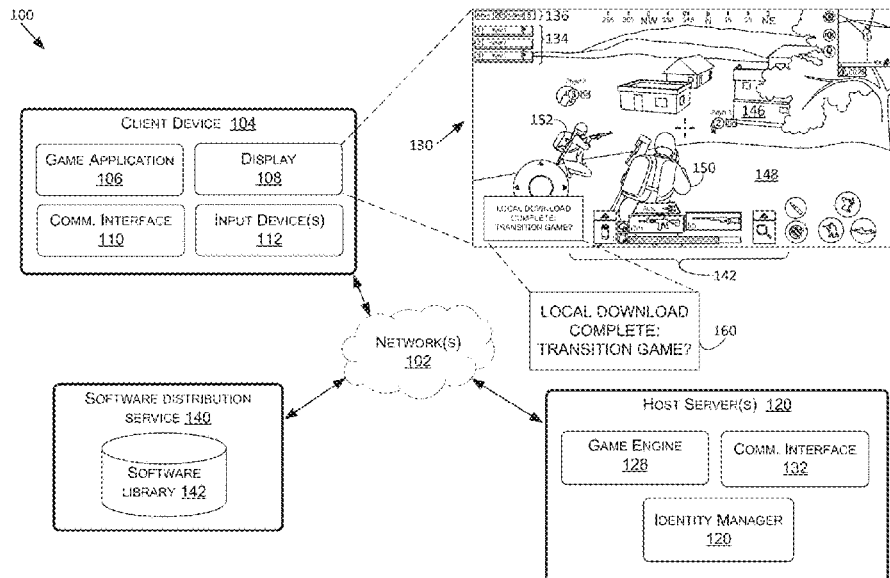 100
136
134
NW
N
NE
130
146
152
150
148
LOCAL DOWNLOAD
COMPLETE:
TRANSITION GAME?
142
LOCAL DOWNLOAD
COMPLETE:
TRANSITION GAME?
160
CLIENT DEVICE 104
GAME APPLICATION
106
DISPLAY
108
COMM. INTERFACE
110
INPUT DEVICE(S)
112
NETWORK(S)
102
SOFTWARE DISTRIBUTION
SERVICE 140
SOFTWARE
LIBRARY 142
HOST SERVER(S) 120
GAME ENGINE
128
COMM. INTERFACE
132
IDENTITY MANAGER
120